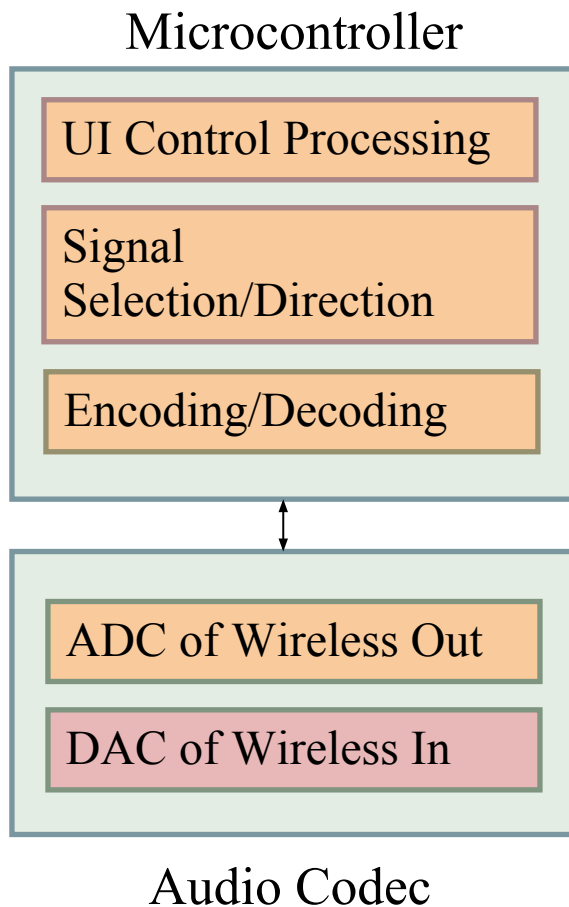 Microcontroller
UI Control Processing
Signal
Selection/Direction
Encoding/Decoding
ADC of Wireless Out
DAC of Wireless In
Audio Codec